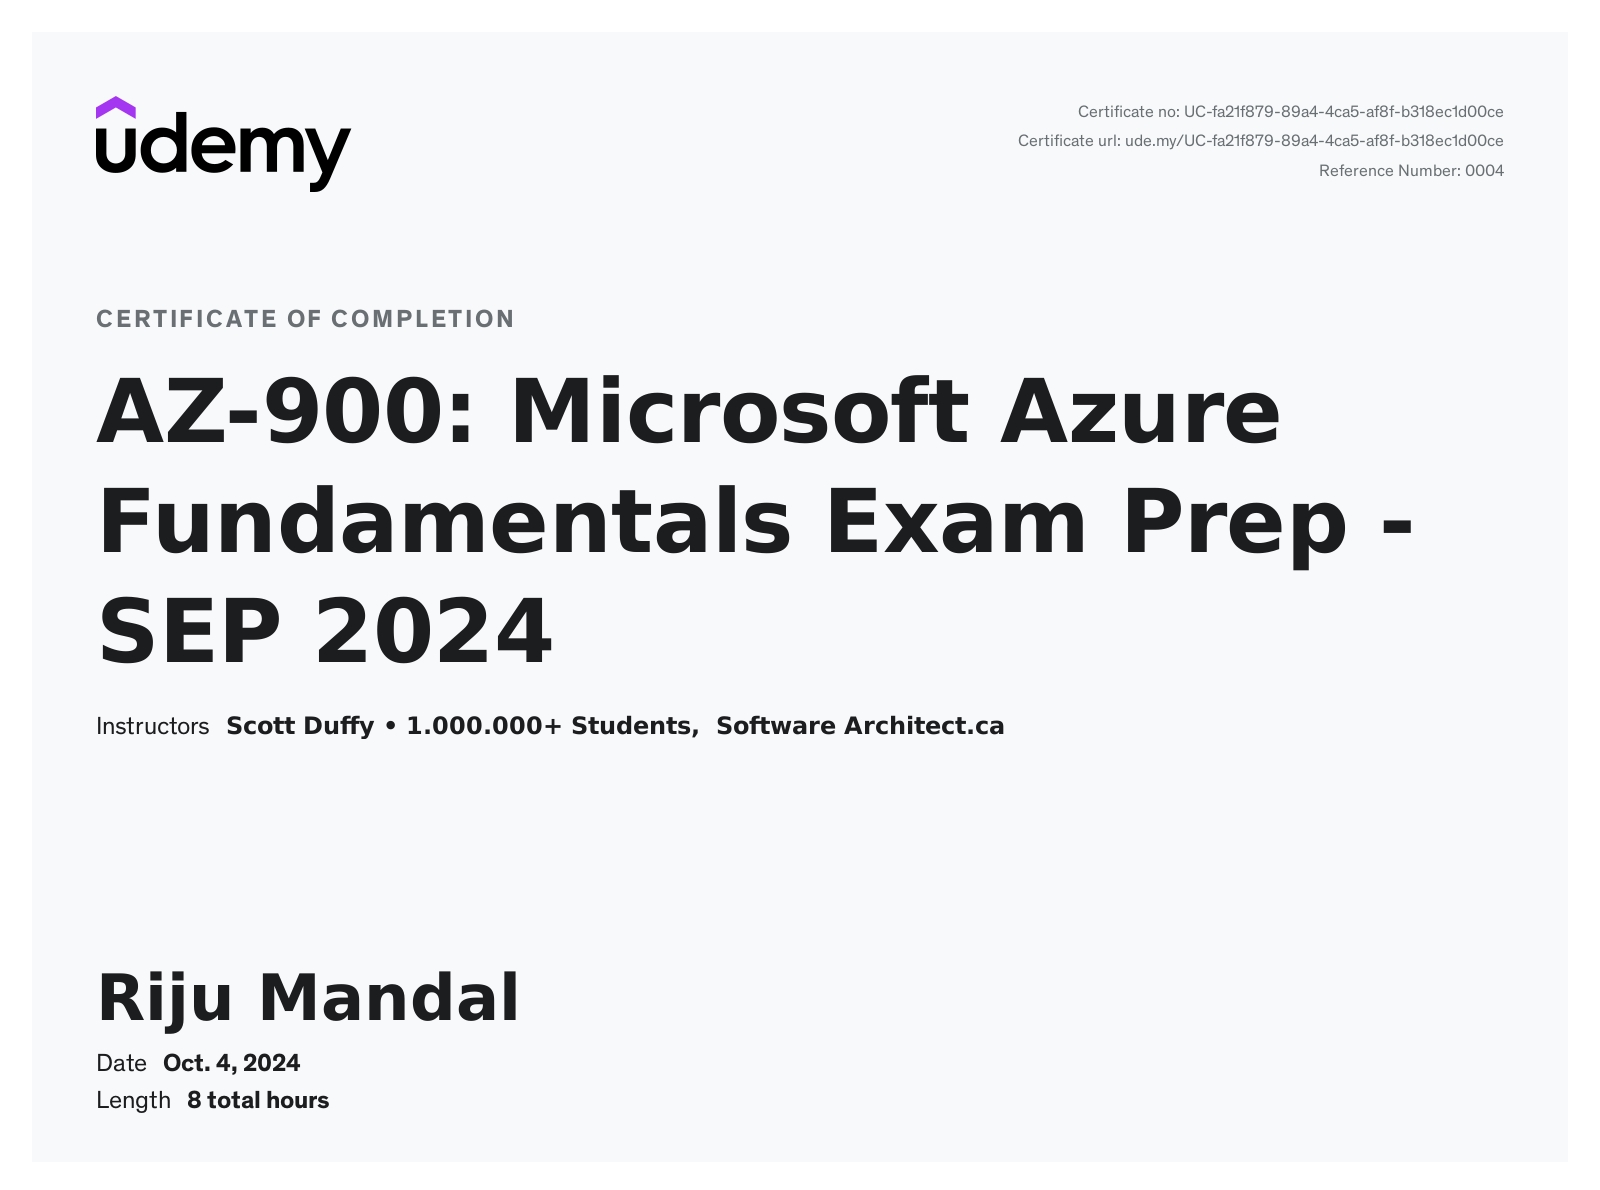 udemy
Certificate no: UC-fa21f879-89a4-4ca5-af8f-b318ec1d00ce
Certificate url: ude.my/UC-fa21f879-89a4-4ca5-af8f-b318ec1d00ce
Reference Number: 0004
CERTIFICATE OF COMPLETION
AZ-900: Microsoft Azure
Fundamentals Exam Prep -
SEP 2024
Instructors Scott Duffy • 1.000.000+ Students, Software Architect.ca
Riju Mandal
Date Oct. 4, 2024
Length 8 total hours